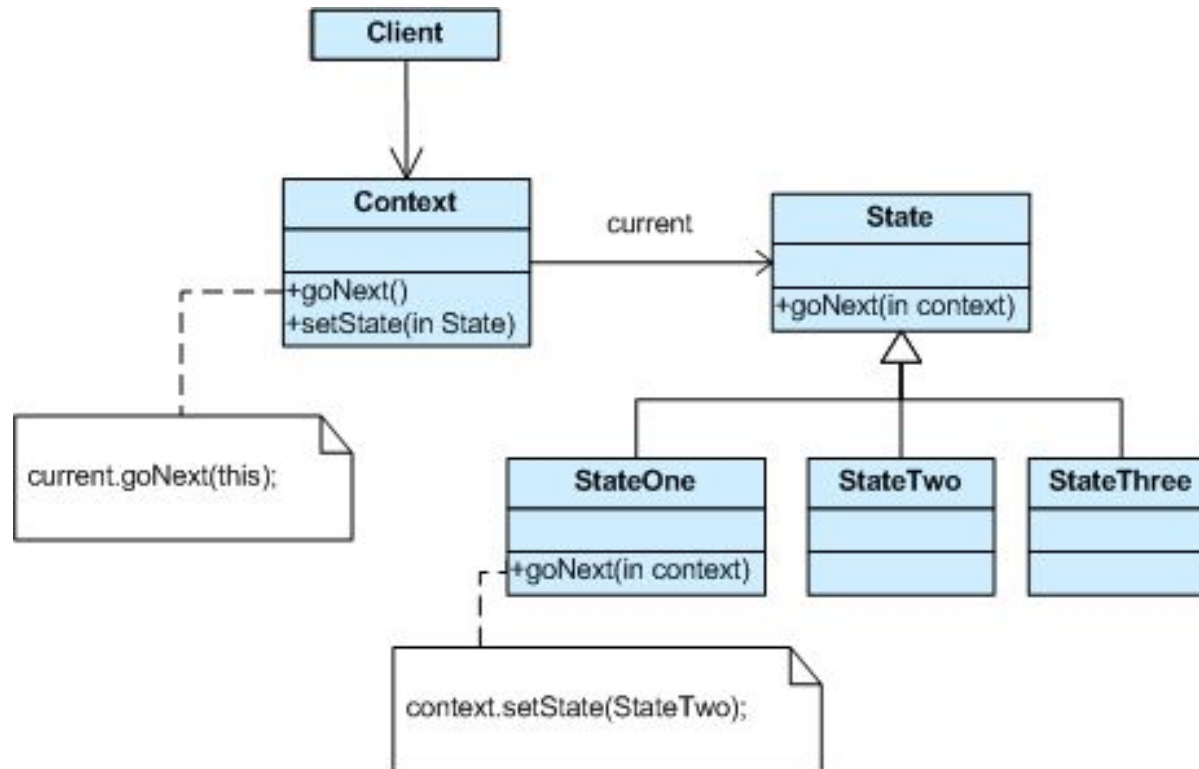 Client
Context
+goNext()
+setState(in State)
current
State
+goNext(in context)
current.goNext(this);
StateOne
+goNext(in context)
StateTwo
StateThree
context.setState(StateTwo);